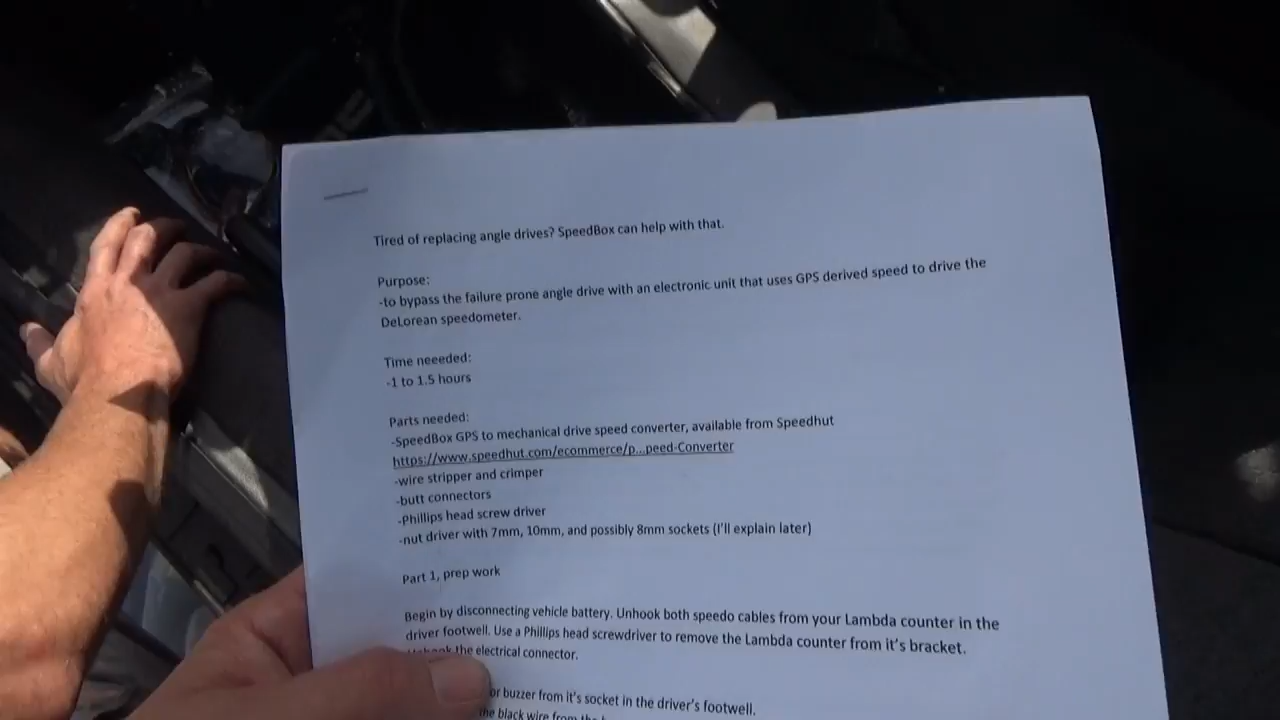 Tired of replacing angle drives? SpeedBox can help with that.
Purpose:
-to bypass the failure prone angle drive with an electronic unit that uses GPS derived speed to drive the
DeLorean speedometer.
Time neeeded:
-1 to 1.5 hours
Parts needed:
-SpeedBox GPS to mechanical drive speed converter, available from Speedhut
https://www.speedhut.com/ecommerce/p...peed-Converter
-wire stripper and crimper
-butt connectors
-Phillips head screw driver
-nut driver with 7mm, 10mm, and possibly 8mm sockets (I'll explain later)
Part 1, prep work
Begin by disconnecting vehicle battery. Unhook both speedo cables from your Lambda counter in the
driver footwell. Use a Phillips head screwdriver to remove the Lambda counter from it's bracket.
the electrical connector.
or buzzer from it's socket in the driver's footwell.
the black wire from the